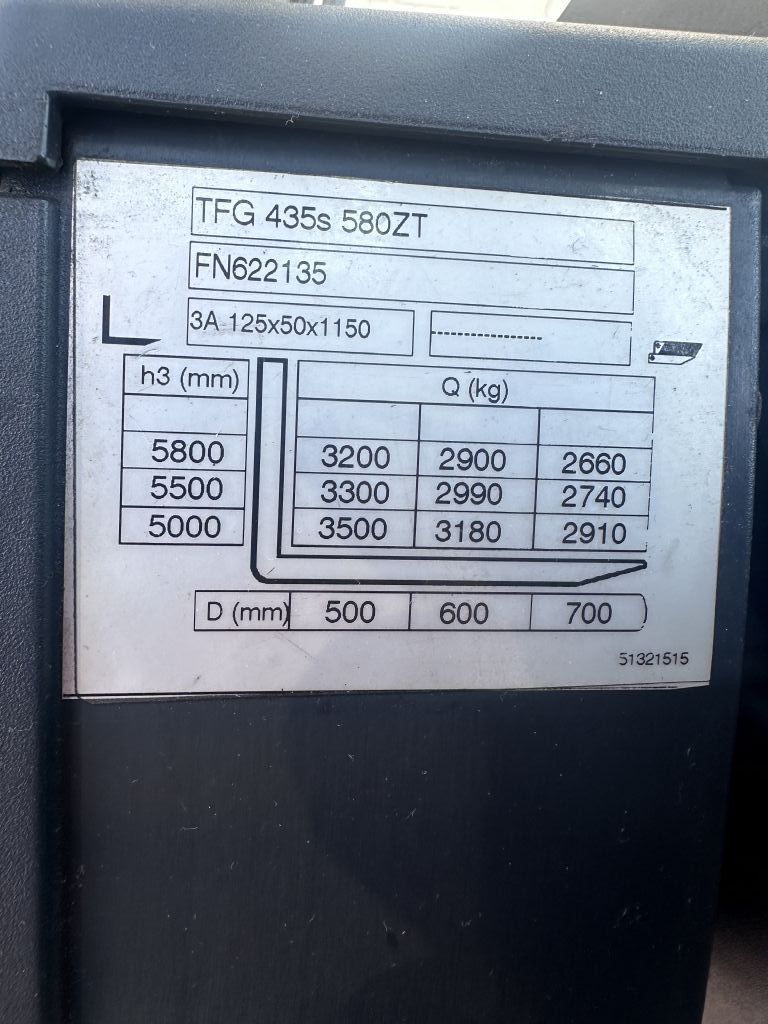 TFG 435s 580ZT
FN622135
3A 125x50x1150 --------------------
h3 (mm) Q (kg)
5800 3200 2900 2660
5500 3300 2990 2740
5000 3500 3180 2910
D (mm) 500 600 700
51321515